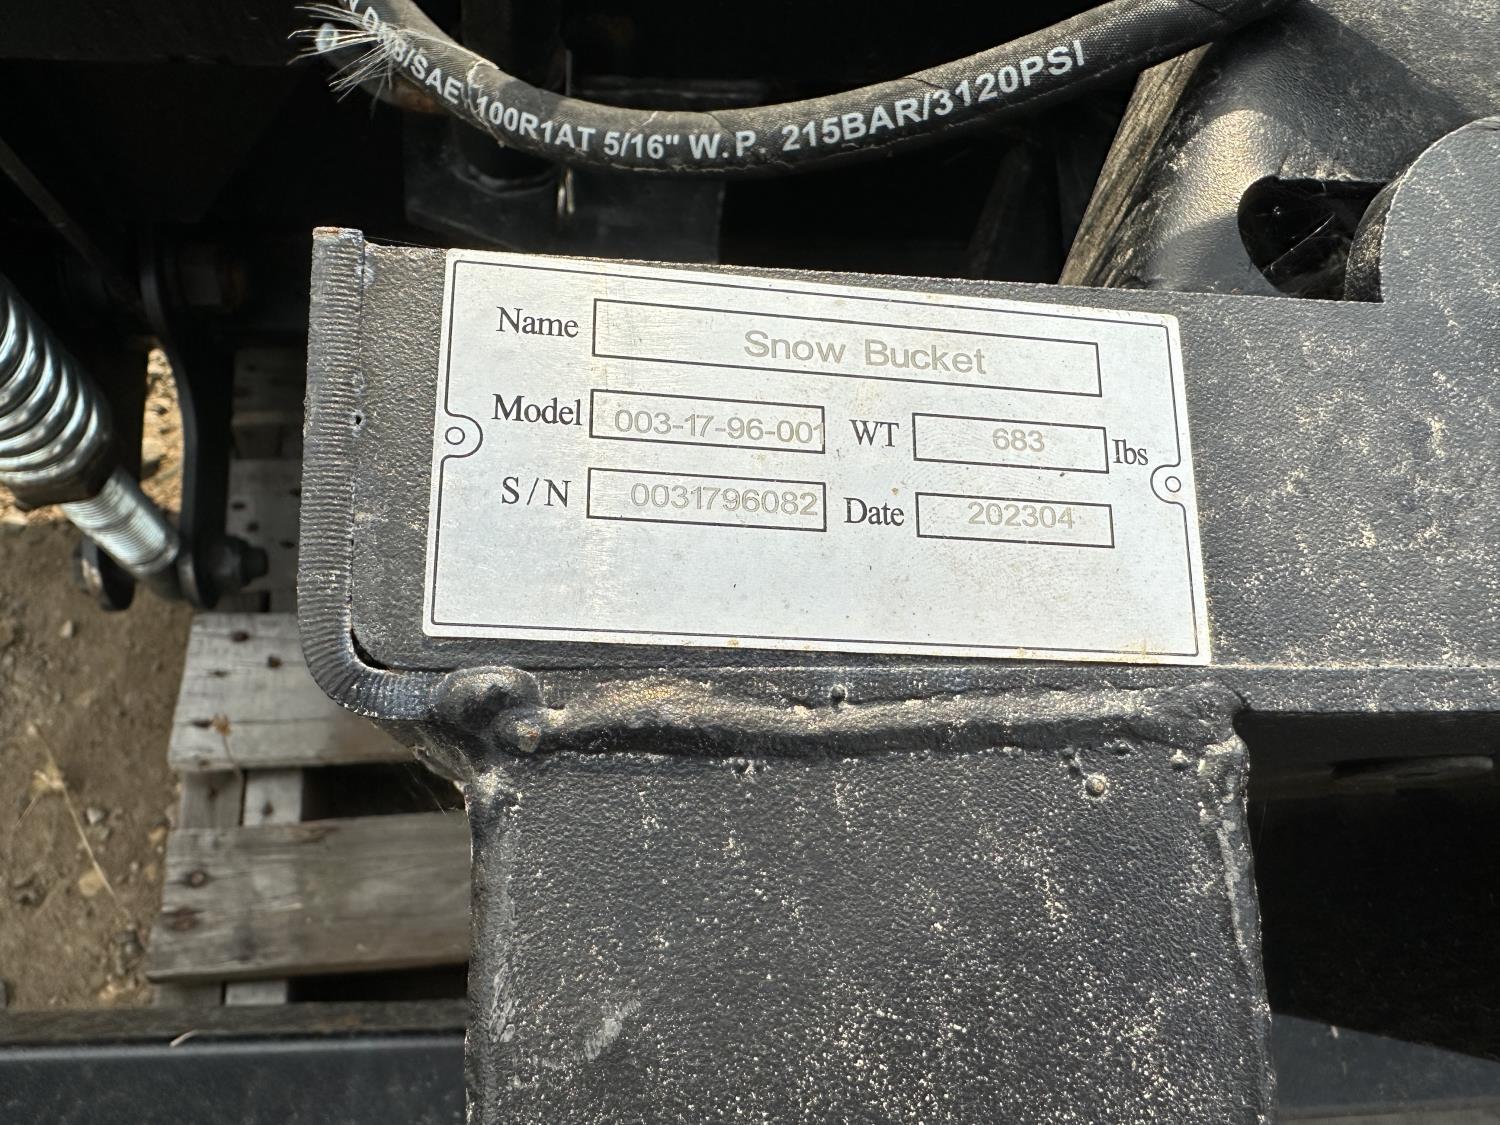 /SAE 100R1AT 5/16" W.P. 215BAR/3120PSI
Name Snow Bucket
Model 003-17-96-001 WT 683 lbs
S/N 0031796082 Date 202304